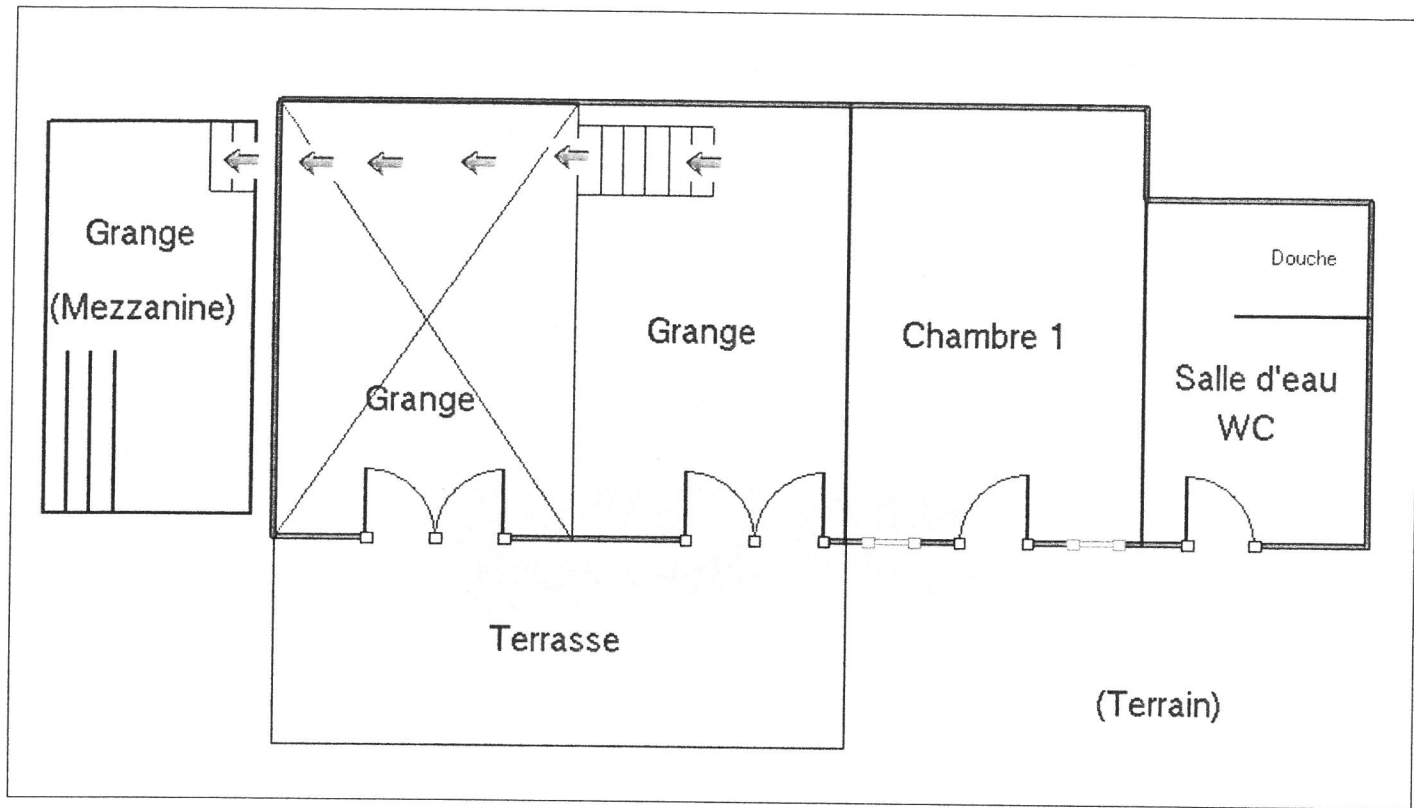 Grange
(Mezzanine)
Grange
Grange
Chambre 1
Douche
Salle d'eau
WC
Terrasse
(Terrain)